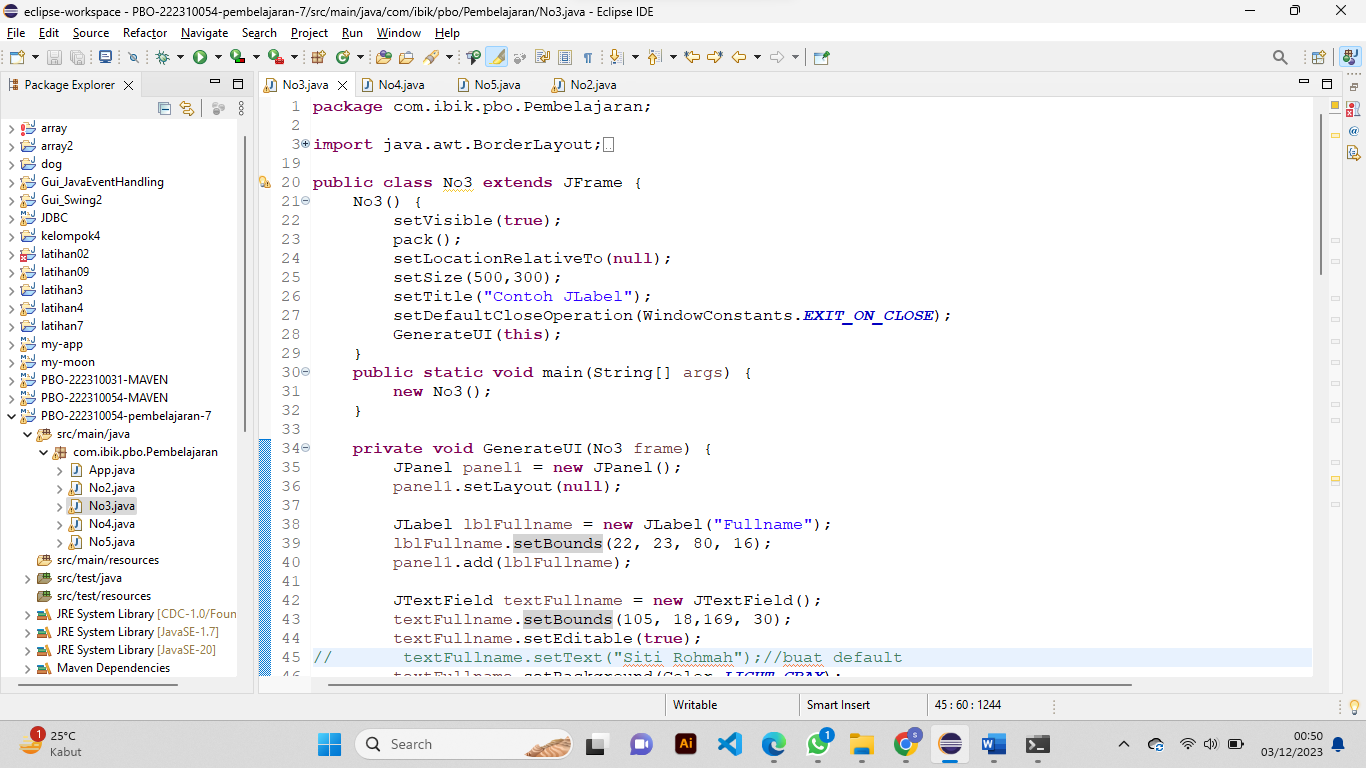 eclipse-workspace - PBO-222310054-pembelajaran-7/src/main/java/com/ibik/pbo/Pembelajaran/No3.java - Eclipse IDE
File Edit Source Refactor Navigate Search Project Run Window Help
Package Explorer
No3.java No4.java No5.java No2.java
array
array2
dog
Gui_JavaEventHandling
Gui_Swing2
JDBC
kelompok4
latihan02
latihan09
latihan3
latihan4
latihan7
my-app
my-moon
PBO-222310031-MAVEN
PBO-222310054-MAVEN
PBO-222310054-pembelajaran-7
src/main/java
com.ibik.pbo.Pembelajaran
App.java
No2.java
No3.java
No4.java
No5.java
src/main/resources
src/test/java
src/test/resources
JRE System Library [CDC-1.0/Foun
JRE System Library [JavaSE-1.7]
JRE System Library [JavaSE-20]
Maven Dependencies
1 package com.ibik.pbo.Pembelajaran;
2
3 import java.awt.BorderLayout;
19
20 public class No3 extends JFrame {
21 No3() {
22 setVisible(true);
23 pack();
24 setLocationRelativeTo(null);
25 setSize(500,300);
26 setTitle("Contoh JLabel");
27 setDefaultCloseOperation(WindowConstants.EXIT_ON_CLOSE);
28 GenerateUI(this);
29 }
30 public static void main(String[] args) {
31 new No3();
32 }
33
34 private void GenerateUI(No3 frame) {
35 JPanel panel1 = new JPanel();
36 panel1.setLayout(null);
37
38 JLabel lblFullname = new JLabel("Fullname");
39 lblFullname.setBounds(22, 23, 80, 16);
40 panel1.add(lblFullname);
41
42 JTextField textFullname = new JTextField();
43 textFullname.setBounds(105, 18,169, 30);
44 textFullname.setEditable(true);
45 // textFullname.setText("Siti Rohmah");//buat default
46 textFullname.setBackground(Color.LIGHT_GRAY);
Writable Smart Insert 45 : 60 : 1244
1
25°C
Kabut
Search
Ai
1
S
00:50
03/12/2023